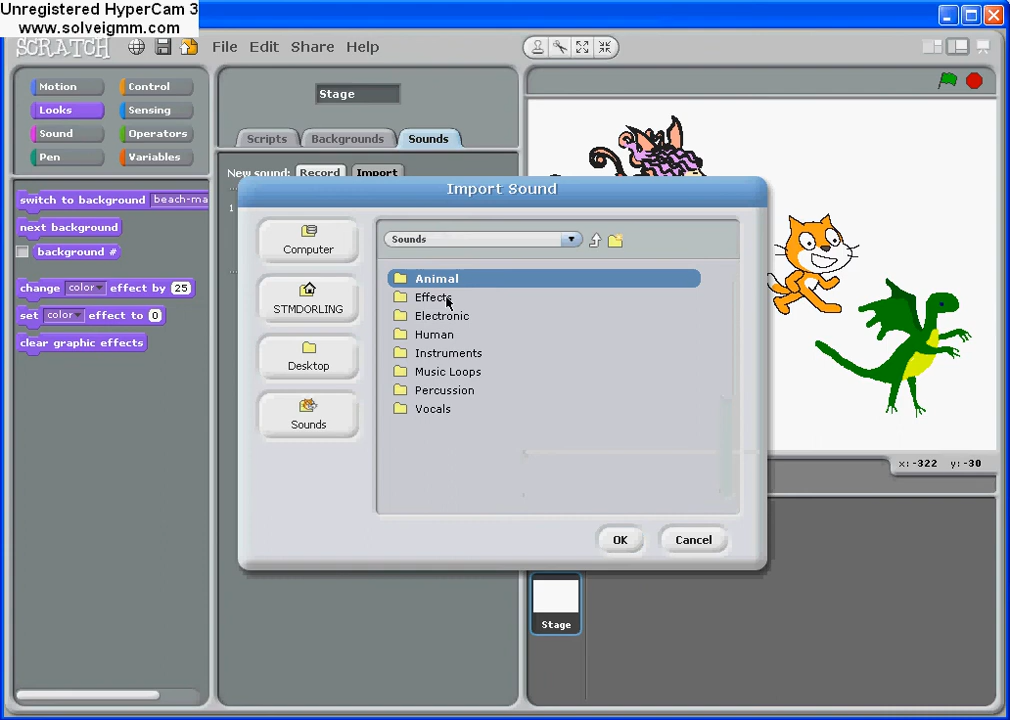 Unregistered HyperCam 3
www.solveigmm.com
SCRATCH
File Edit Share Help
Motion Control
Looks Sensing
Sound Operators
Pen Variables
switch to background beach-ma
next background
background #
change color effect by 25
set color effect to 0
clear graphic effects
Stage
Scripts Backgrounds Sounds
New sound: Record Import
1
Import Sound
Computer
STMDORLING
Desktop
Sounds
Sounds
Animal
Effects
Electronic
Human
Instruments
Music Loops
Percussion
Vocals
OK Cancel
x: -322 y: -30
Stage